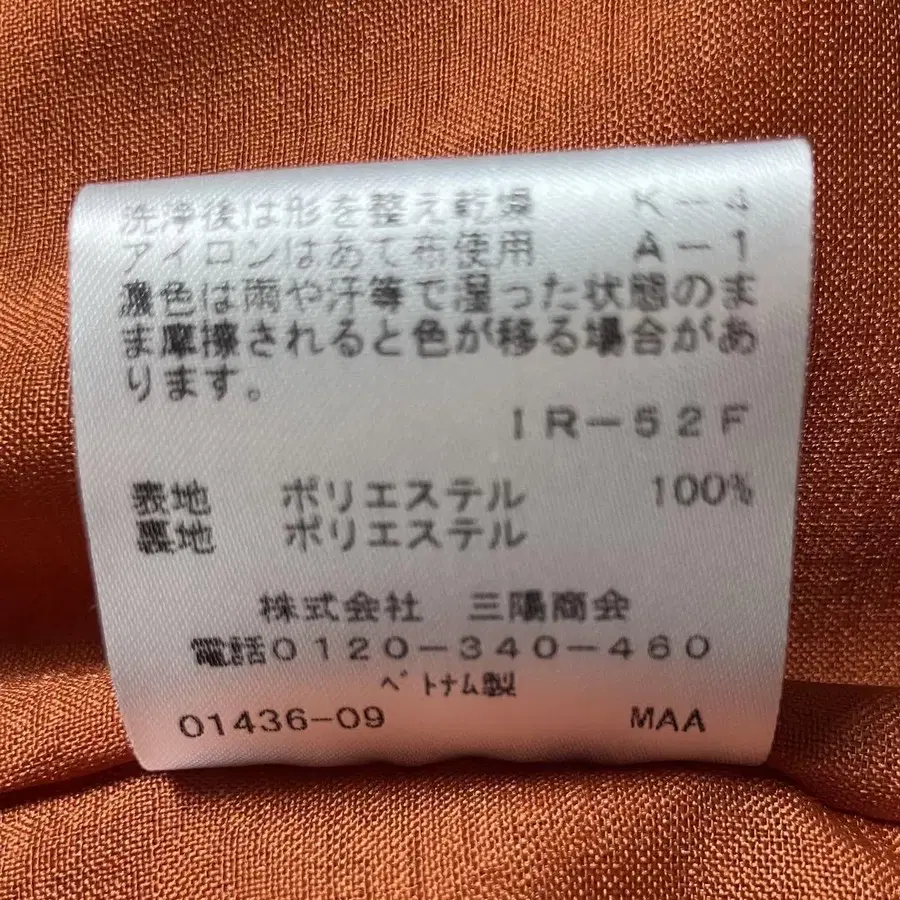 洗浄後は形を整え乾燥 K-4
アイロンはあて布使用 A-1
濃色は雨や汗等で湿った状態のま
ま摩擦されると色が移る場合があ
ります。
IR-52F
表地 ポリエステル 100%
裏地 ポリエステル
株式会社 三陽商会
電話0120-340-460
ベトナム製
01436-09 MAA